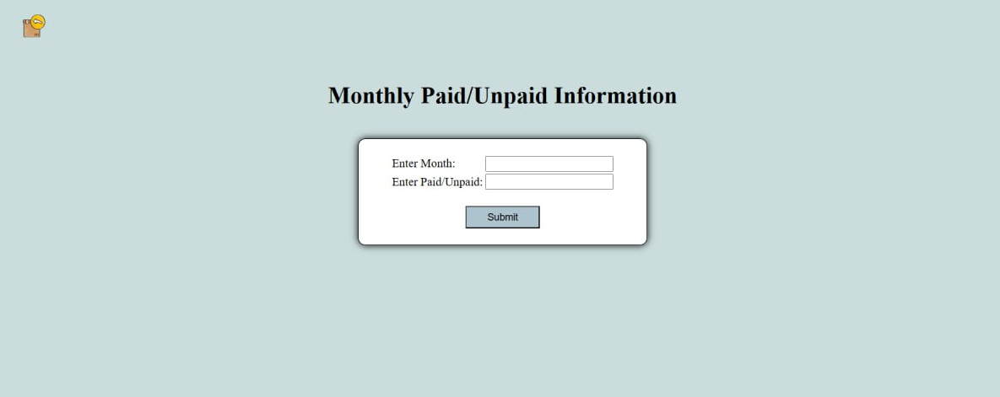 Monthly Paid/Unpaid Information
Enter Month:
Enter Paid/Unpaid:
Submit